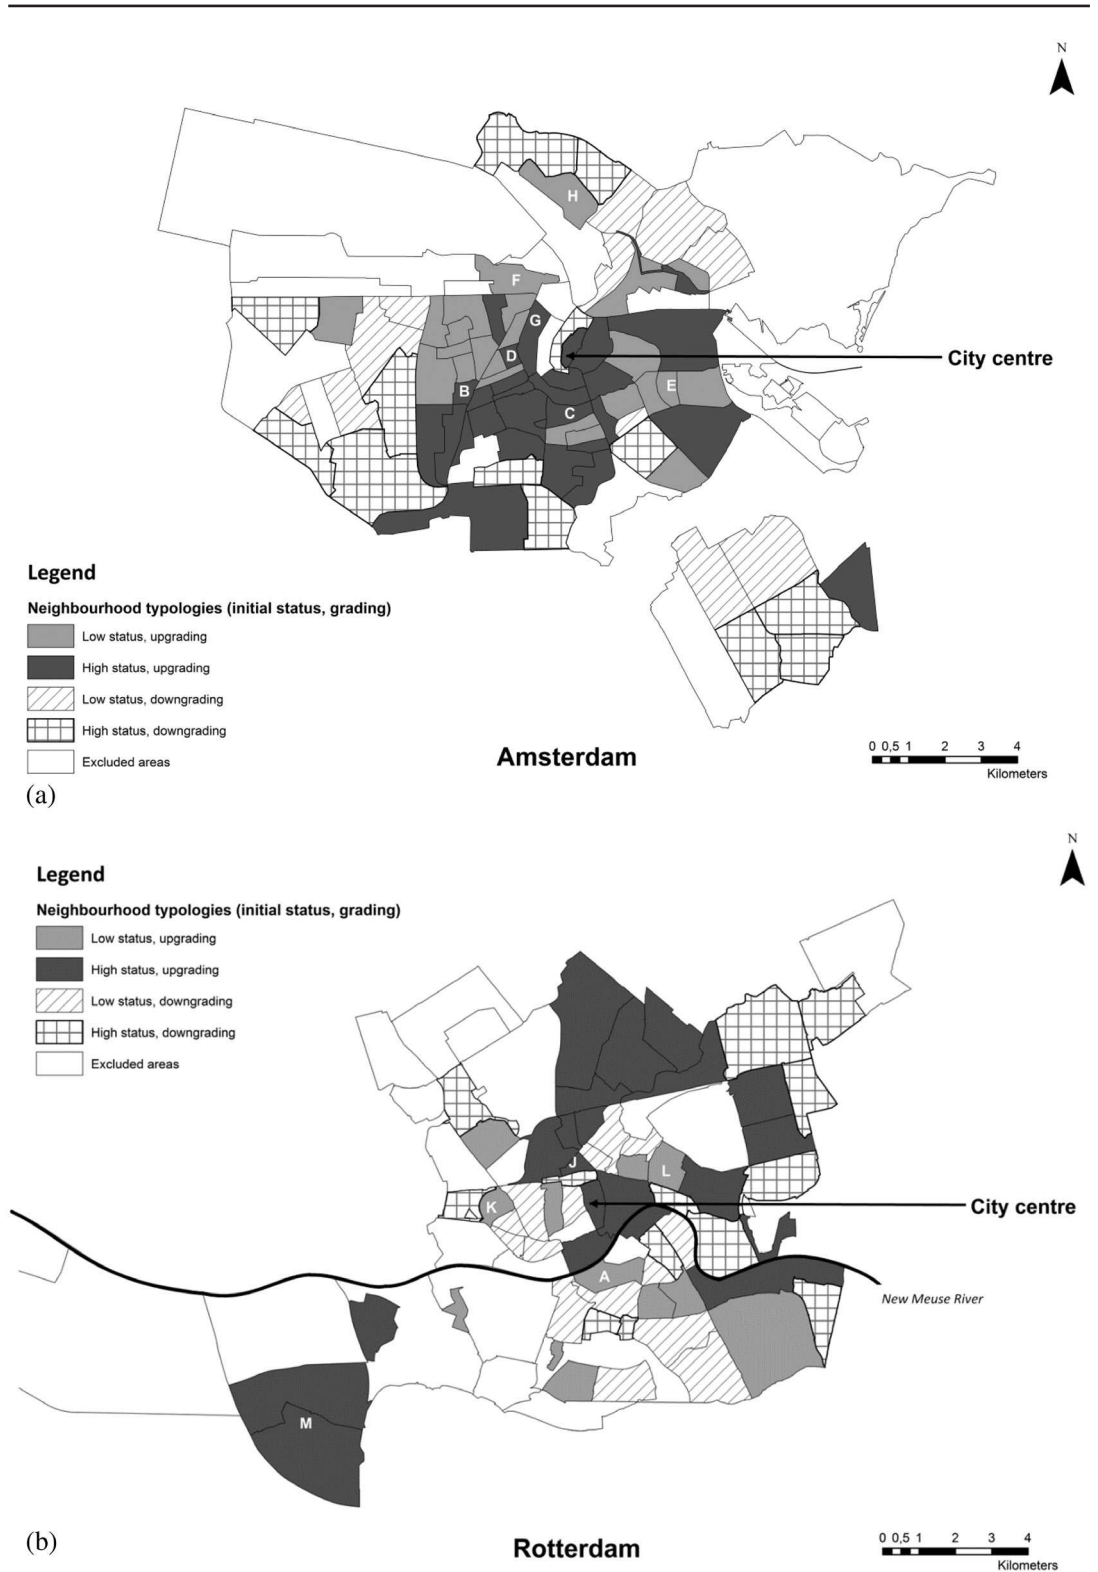 N
H
F
G
D
City centre
B
E
C
Legend
Neighbourhood typologies (initial status, grading)
Low status, upgrading
High status, upgrading
Low status, downgrading
High status, downgrading
Excluded areas
Amsterdam
0 0,5 1 2 3 4
Kilometers
(a)
N
Legend
Neighbourhood typologies (initial status, grading)
Low status, upgrading
High status, upgrading
Low status, downgrading
High status, downgrading
Excluded areas
J
L
K
City centre
A
New Meuse River
M
(b)
Rotterdam
0 0,5 1 2 3 4
Kilometers